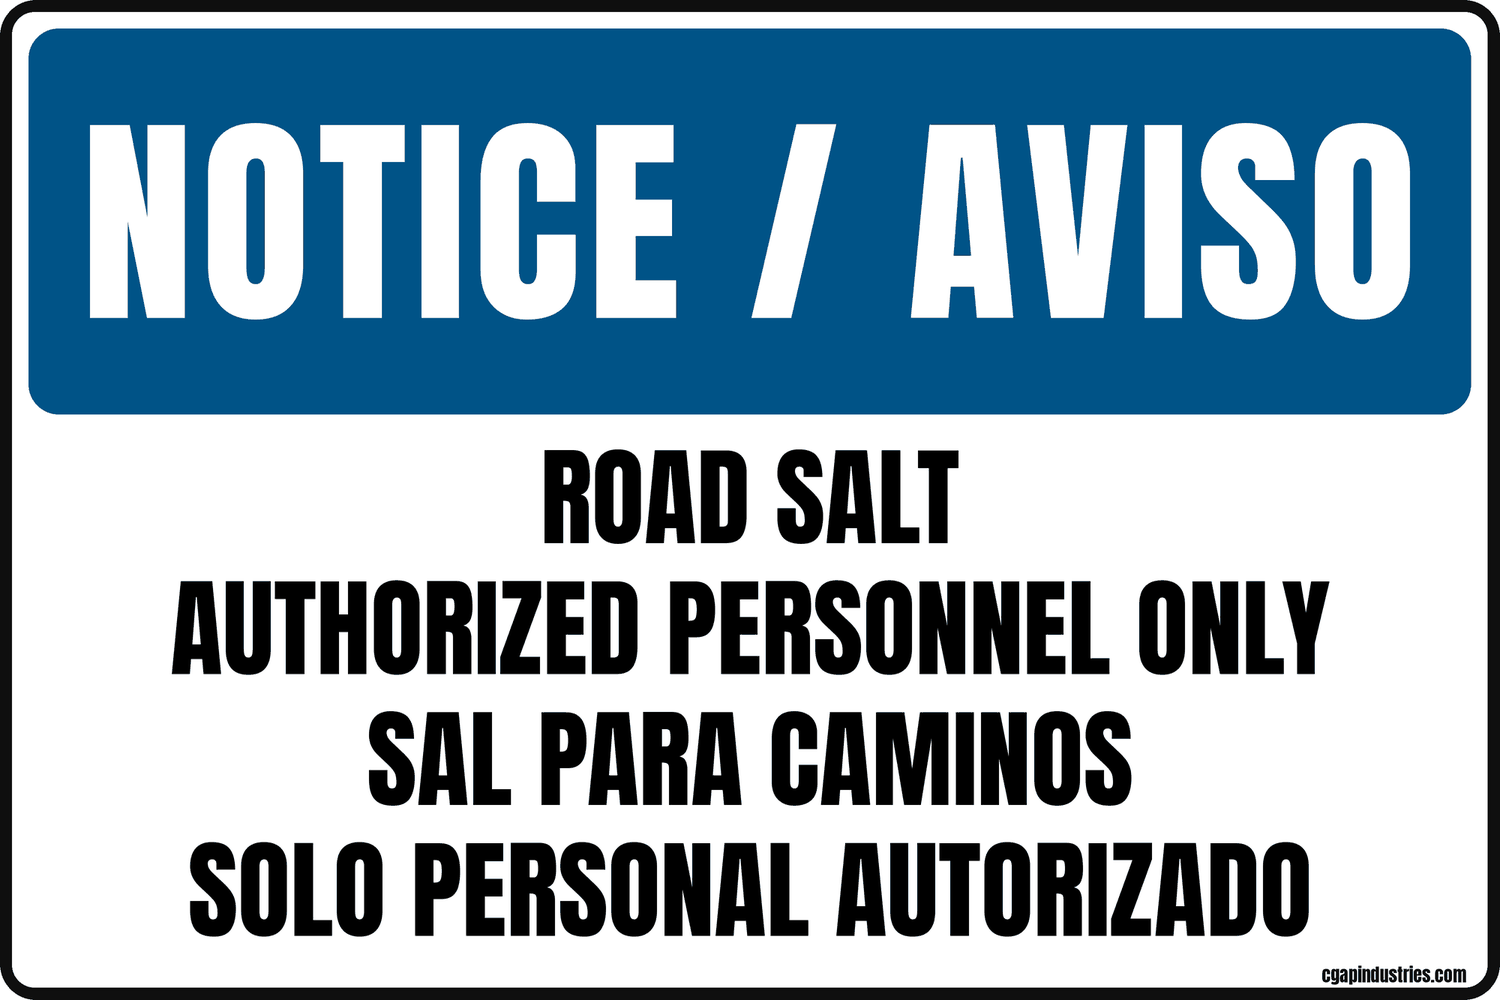 NOTICE / AVISO
ROAD SALT
AUTHORIZED PERSONNEL ONLY
SAL PARA CAMINOS
SOLO PERSONAL AUTORIZADO
cgapindustries.com